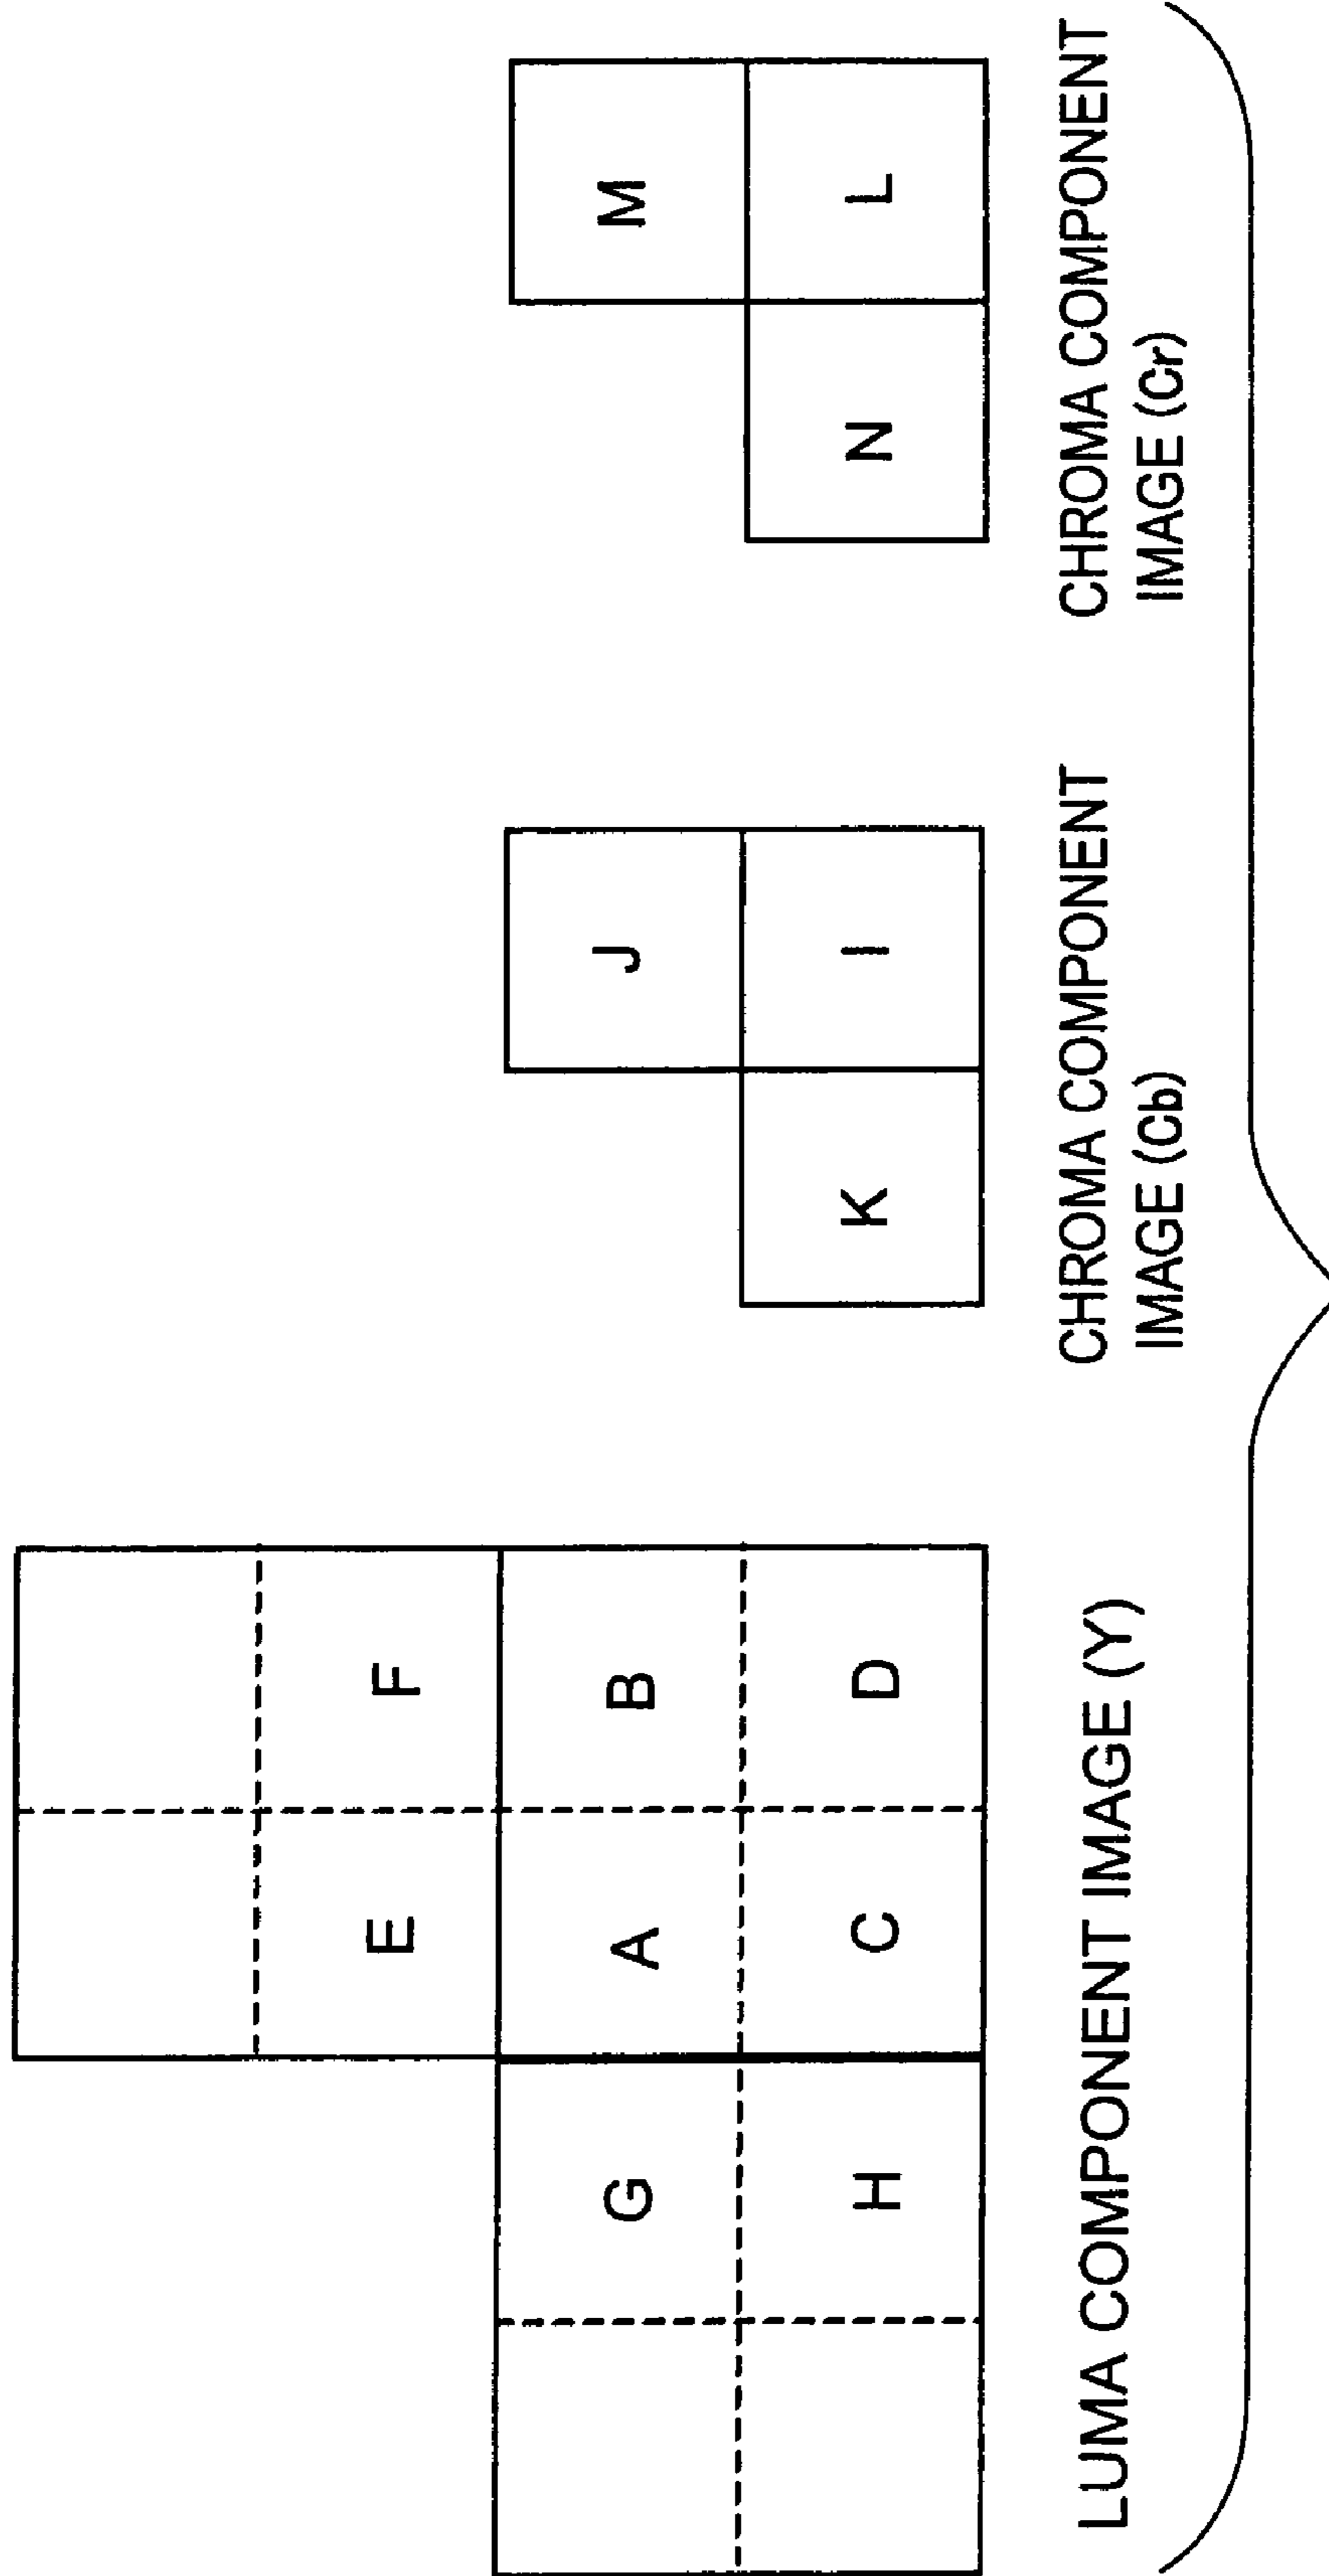 E F
G A B J M
H C D K I N L
LUMA COMPONENT IMAGE (Y)
CHROMA COMPONENT
IMAGE (Cb)
CHROMA COMPONENT
IMAGE (Cr)